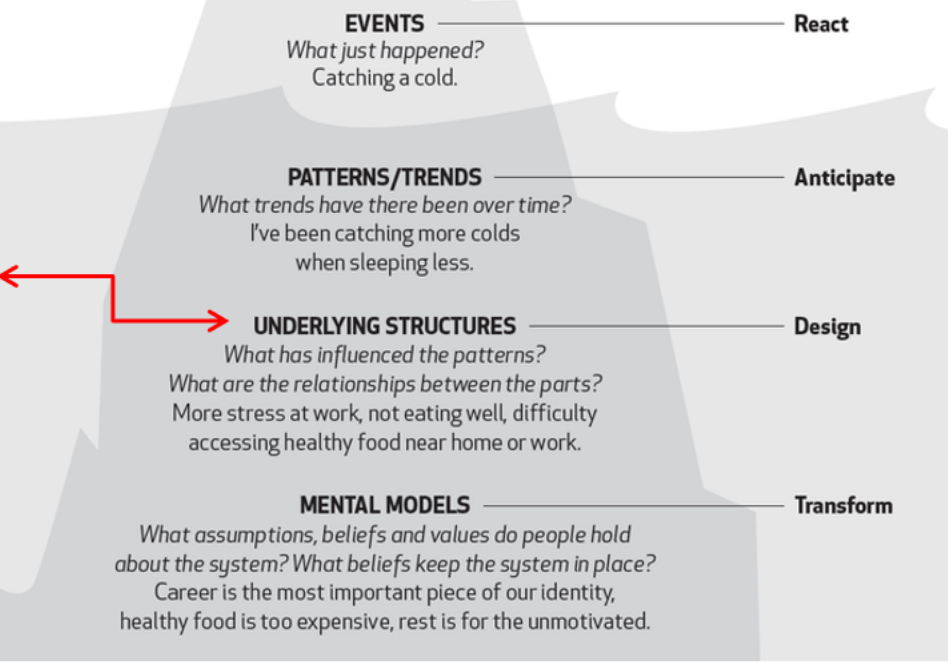 EVENTS React
What just happened?
Catching a cold.
PATTERNS/TRENDS Anticipate
What trends have there been over time?
I've been catching more colds
when sleeping less.
UNDERLYING STRUCTURES Design
What has influenced the patterns?
What are the relationships between the parts?
More stress at work, not eating well, difficulty
accessing healthy food near home or work.
MENTAL MODELS Transform
What assumptions, beliefs and values do people hold
about the system? What beliefs keep the system in place?
Career is the most important piece of our identity,
healthy food is too expensive, rest is for the unmotivated.